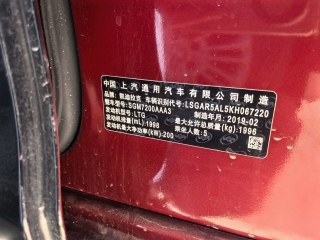 中国 上汽通用汽车有限公司制造
品牌：凯迪拉克 车辆识别代号：LSGAR5AL5KH067220
整车型号：SGM7200AAA3 制造年月：2019-02
发动机型号：LTG 最大允许总质量(kg)：1996
发动机排量(mL)-1998 乘坐人数：5
发动机最大净功率(kW)-200